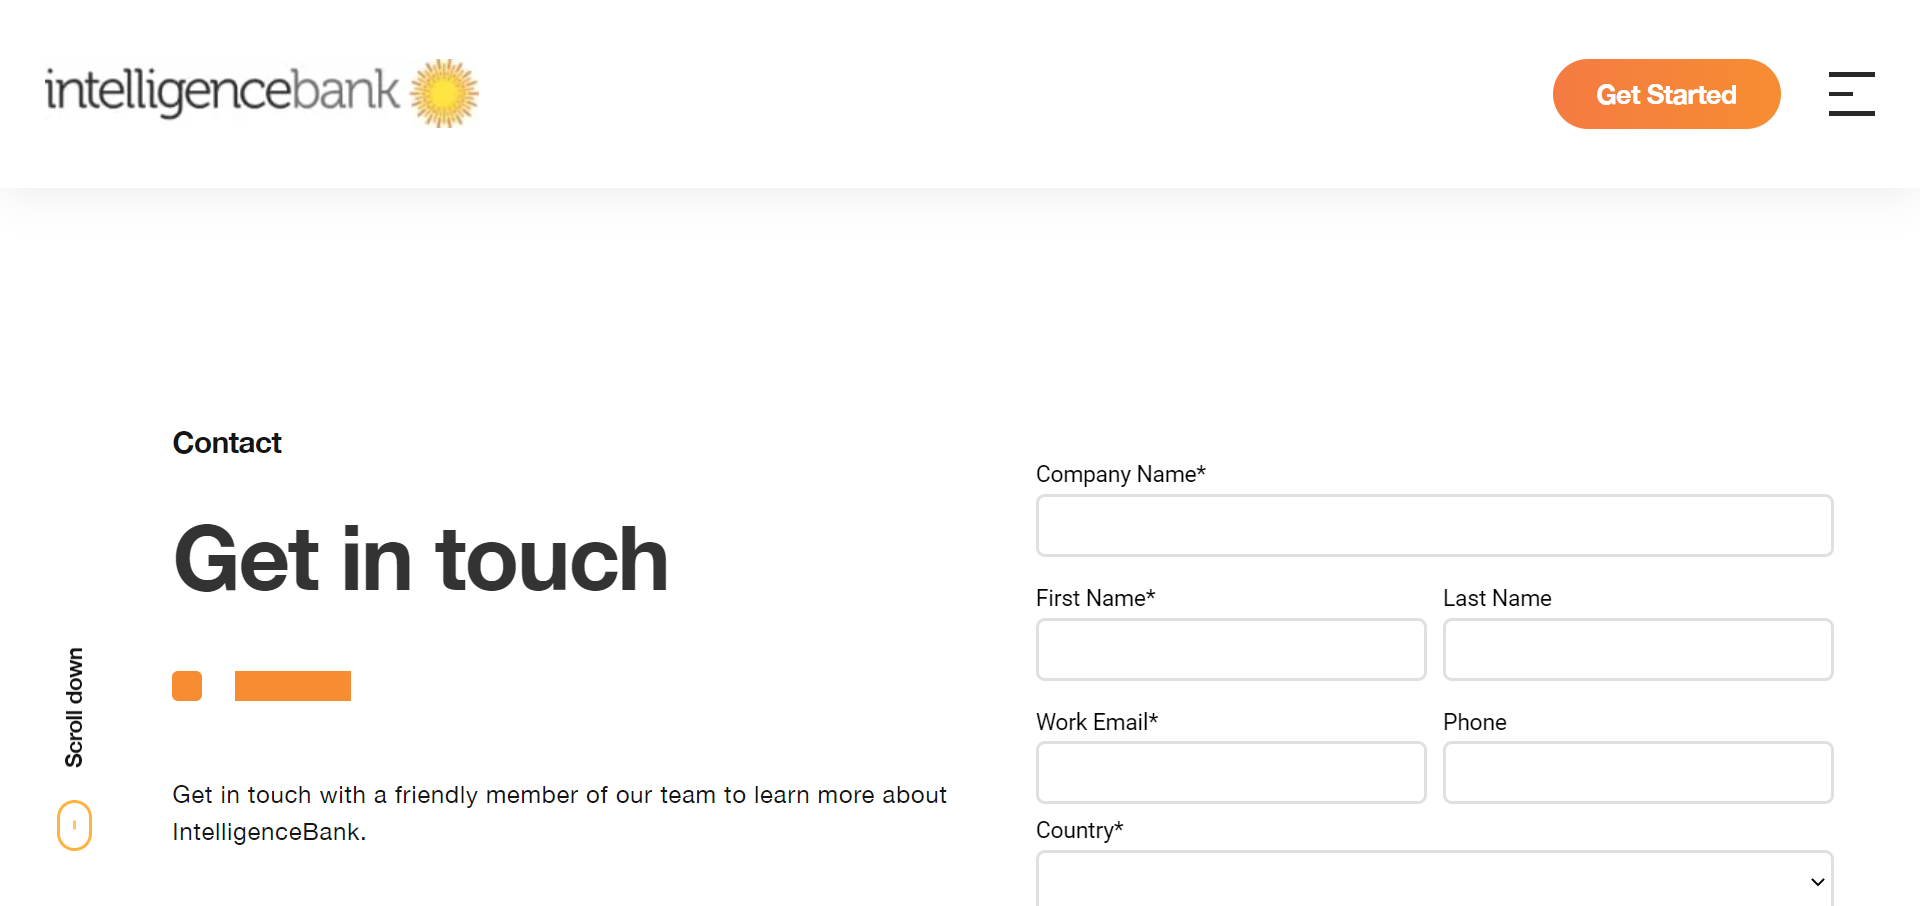 intelligencebank
Get Started
Contact
Get in touch
Scroll down
Get in touch with a friendly member of our team to learn more about
IntelligenceBank.
Company Name*
First Name*
Last Name
Work Email*
Phone
Country*